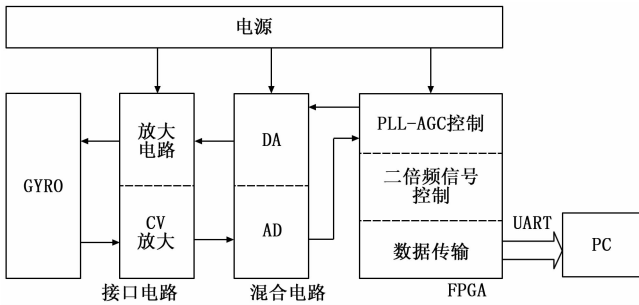 电源
GYRO
放大
电路
CV
放大
DA
AD
PLL-AGC控制
二倍频信号
控制
数据传输
UART
PC
接口电路
混合电路
FPGA